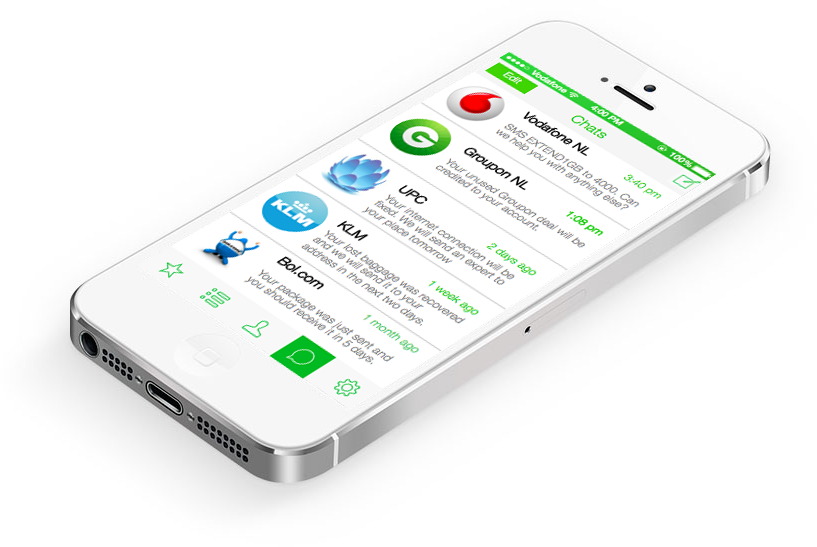 Vodafone
4:00 PM
100%
Edit
Chats
Vodafone NL
3:40 pm
SMS EXTEND1GB to 4000. Can
we help you with anything else?
Groupon NL
1:08 pm
Your unused Groupon deal will be
credited to your account.
UPC
2 days ago
Your internet connection will be
fixed. We will send an expert to
your place tomorrow
KLM
KLM
1 week ago
Your lost baggage was recovered
and we will send it to your
address in the next two days.
Bol.com
1 month ago
Your package was just sent and
you should receive it in 5 days.